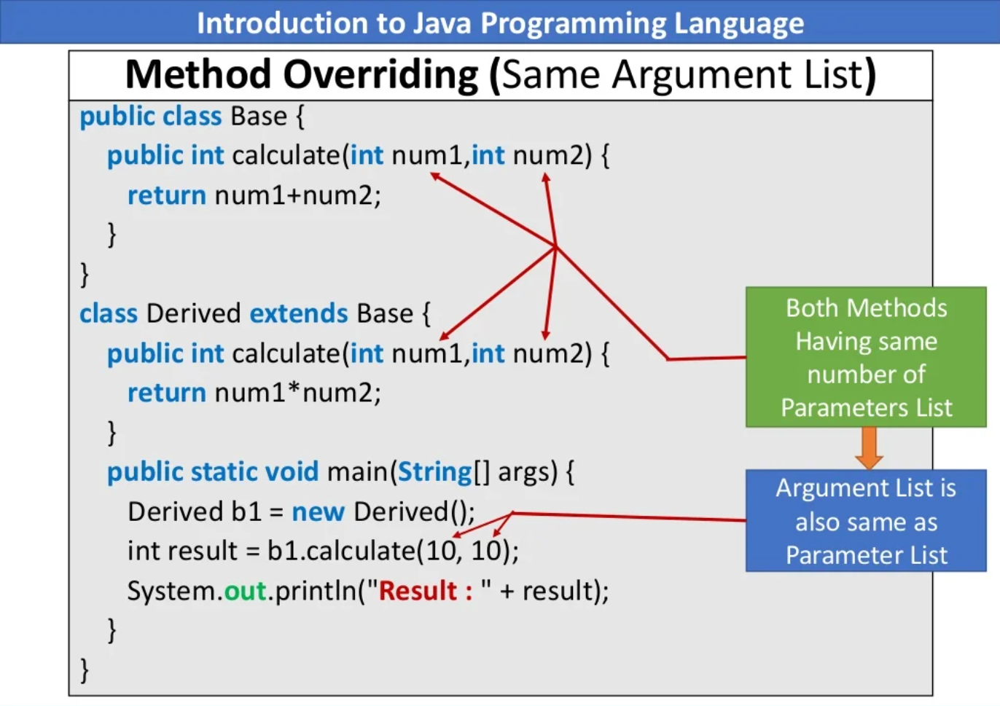 Introduction to Java Programming Language
Method Overriding (Same Argument List)
public class Base {
public int calculate(int num1,int num2) {
return num1+num2;
}
}
class Derived extends Base {
public int calculate(int num1,int num2) {
return num1*num2;
}
public static void main(String[] args) {
Derived b1 = new Derived();
int result = b1.calculate(10, 10);
System.out.println("Result : " + result);
}
}
Both Methods
Having same
number of
Parameters List
Argument List is
also same as
Parameter List